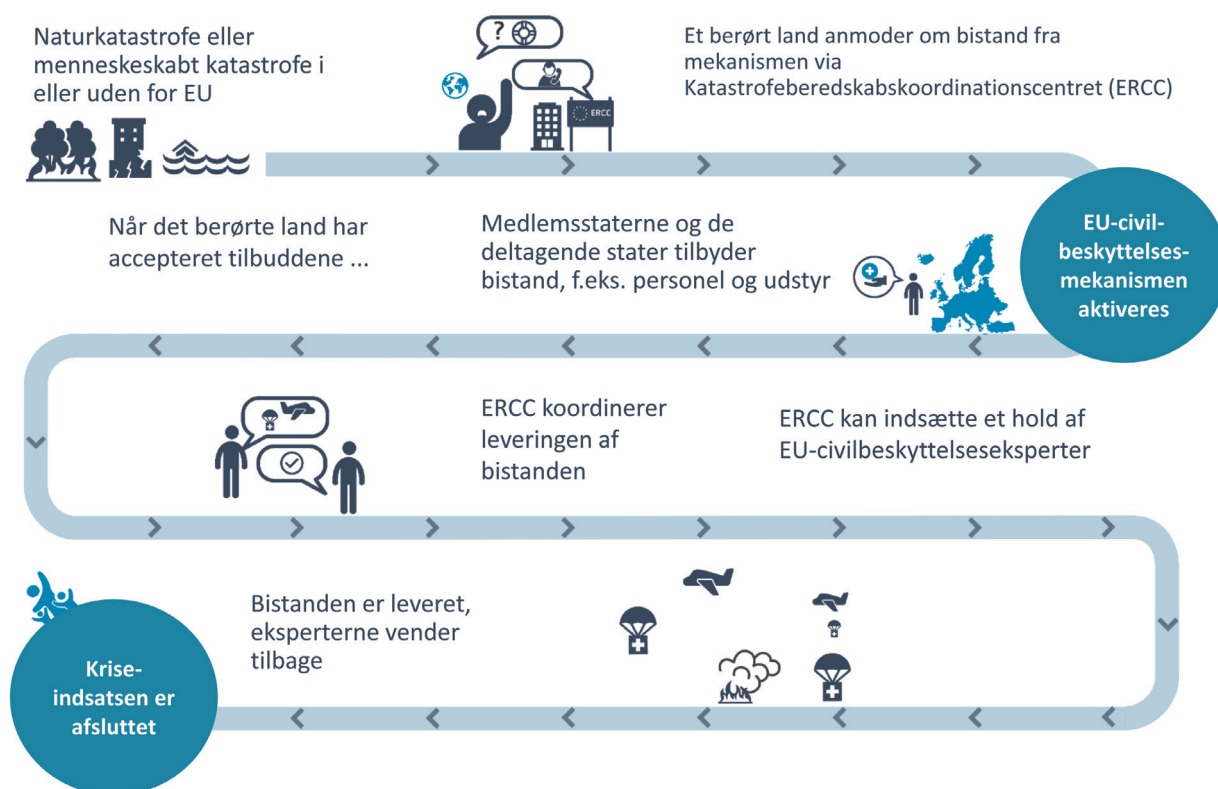 Naturkatastrofe eller
menneskeskabt katastrofe i
eller uden for EU
?
ERCC
Et berørt land anmoder om bistand fra
mekanismen via
Katastrofeberedskabskoordinationscentret (ERCC)
EU-civil-
beskyttelses-
mekanismen
aktiveres
Medlemsstaterne og de
deltagende stater tilbyder
bistand, f.eks. personel og udstyr
Når det berørte land har
accepteret tilbuddene ...
ERCC koordinerer
leveringen af
bistanden
ERCC kan indsætte et hold af
EU-civilbeskyttelseseksperter
Bistanden er leveret,
eksperterne vender
tilbage
Krise-
indsatsen er
afsluttet